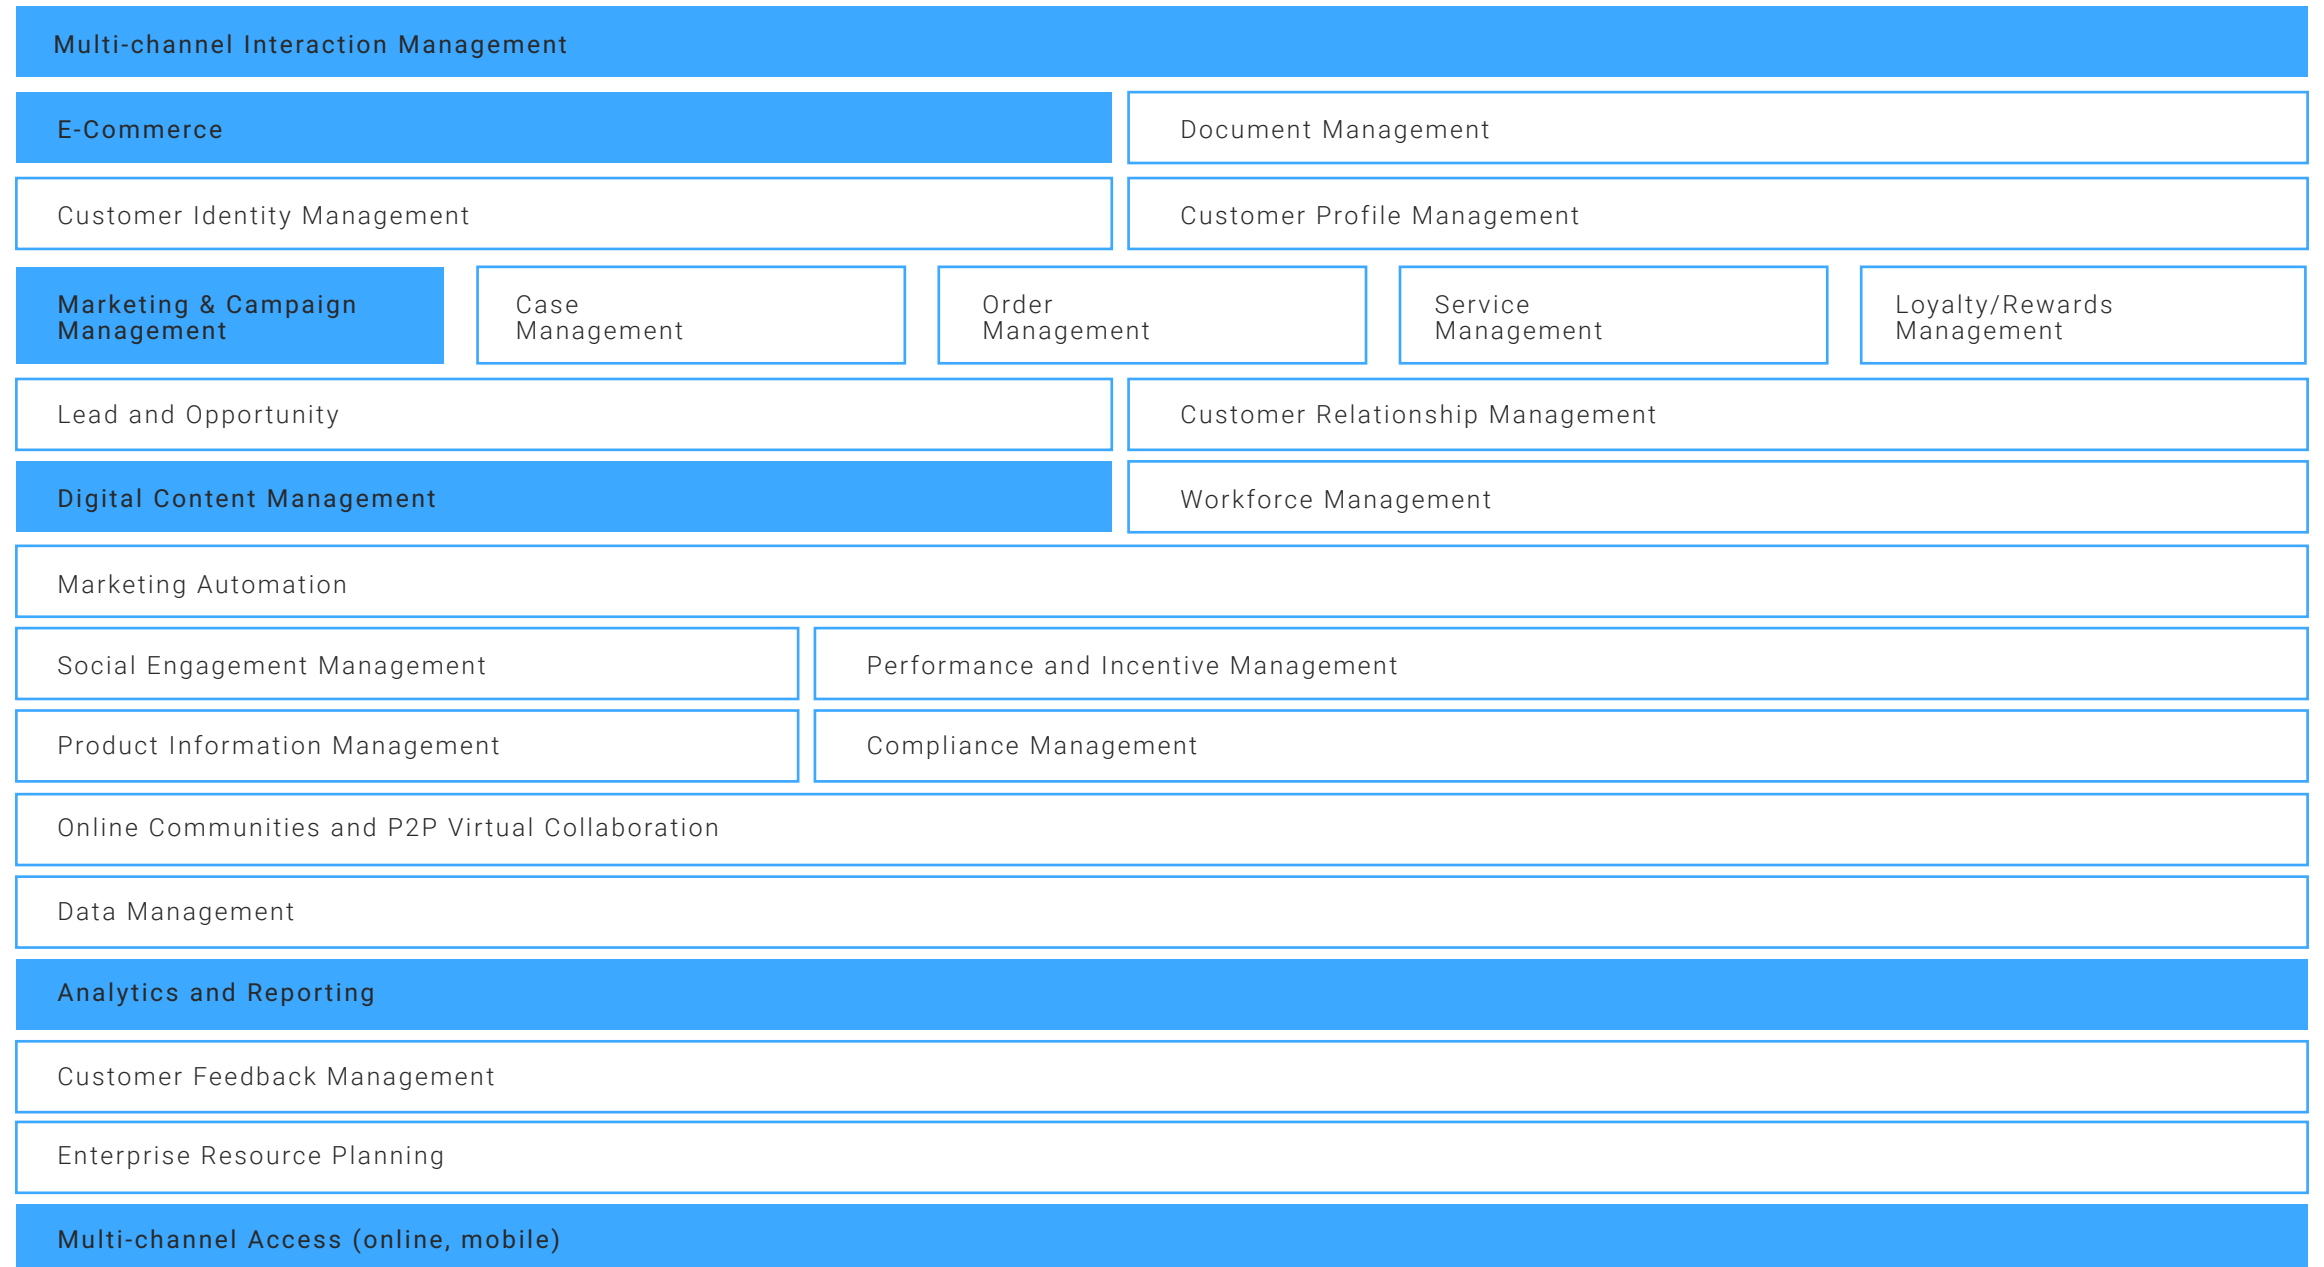 Multi-channel Interaction Management
E-Commerce
Document Management
Customer Identity Management
Customer Profile Management
Marketing & Campaign
Management
Case
Management
Order
Management
Service
Management
Loyalty/Rewards
Management
Lead and Opportunity
Customer Relationship Management
Digital Content Management
Workforce Management
Marketing Automation
Social Engagement Management
Performance and Incentive Management
Product Information Management
Compliance Management
Online Communities and P2P Virtual Collaboration
Data Management
Analytics and Reporting
Customer Feedback Management
Enterprise Resource Planning
Multi-channel Access (online, mobile)